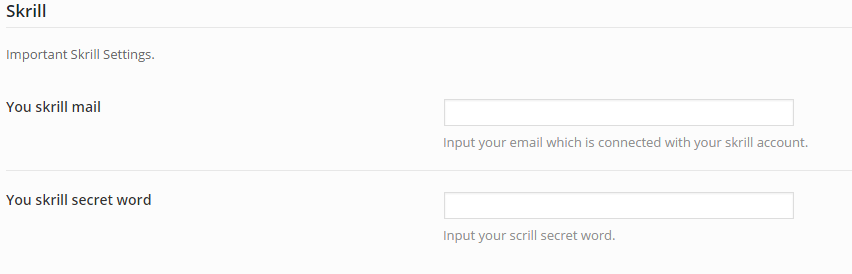 Skrill
Important Skrill Settings.
You skrill mail
Input your email which is connected with your skrill account.
You skrill secret word
Input your scrill secret word.